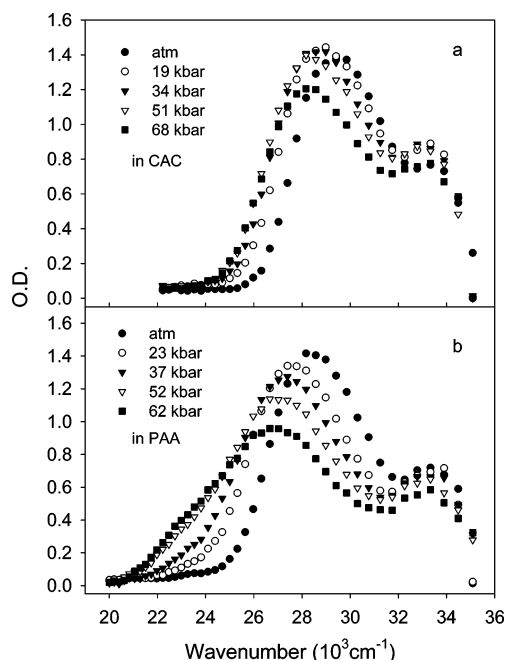 1.6
a
atm
19 kbar
34 kbar
51 kbar
68 kbar
in CAC
1.4
1.2
1.0
0.8
0.6
0.4
0.2
0.0
O.D.
1.6
b
atm
23 kbar
37 kbar
52 kbar
62 kbar
in PAA
1.4
1.2
1.0
0.8
0.6
0.4
0.2
0.0
20 22 24 26 28 30 32 34 36
Wavenumber (10³cm⁻¹)